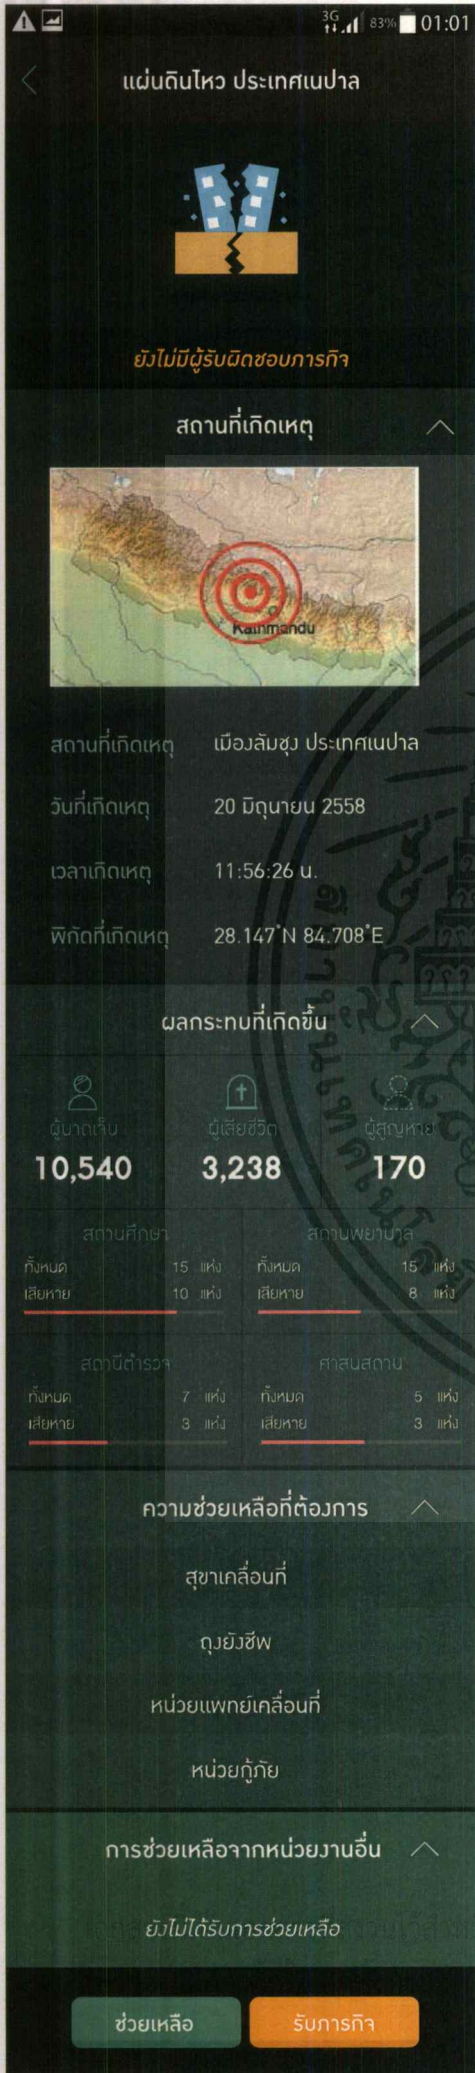 3G 83% 01:01
แผ่นดินไหว ประเทศเนปาล
ยังไม่มีผู้รับผิดชอบภารกิจ
สถานที่เกิดเหตุ
Kathmandu
สถานที่เกิดเหตุ เมืองลัมชุง ประเทศเนปาล
วันที่เกิดเหตุ 20 มิถุนายน 2558
เวลาเกิดเหตุ 11:56:26 น.
พิกัดที่เกิดเหตุ 28.147°N 84.708°E
ผลกระทบที่เกิดขึ้น
ผู้บาดเจ็บ ผู้เสียชีวิต ผู้สูญหาย
10,540 3,238 170
สถานศึกษา สถานพยาบาล
ทั้งหมด 15 แห่ง ทั้งหมด 15 แห่ง
เสียหาย 10 แห่ง เสียหาย 8 แห่ง
สถานีตำรวจ ศาสนสถาน
ทั้งหมด 7 แห่ง ทั้งหมด 5 แห่ง
เสียหาย 3 แห่ง เสียหาย 3 แห่ง
ความช่วยเหลือที่ต้องการ
สุขาเคลื่อนที่
ถุงยังชีพ
หน่วยแพทย์เคลื่อนที่
หน่วยกู้ภัย
การช่วยเหลือจากหน่วยงานอื่น
ยังไม่ได้รับการช่วยเหลือ
ช่วยเหลือ รับภารกิจ